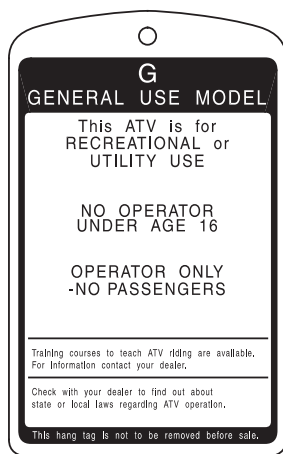 G
GENERAL USE MODEL
This ATV is for
RECREATIONAL or
UTILITY USE
NO OPERATOR
UNDER AGE 16
OPERATOR ONLY
-NO PASSENGERS
Training courses to teach ATV riding are available.
For information contact your dealer.
Check with your dealer to find out about
state or local laws regarding ATV operation.
This hang tag is not to be removed before sale.